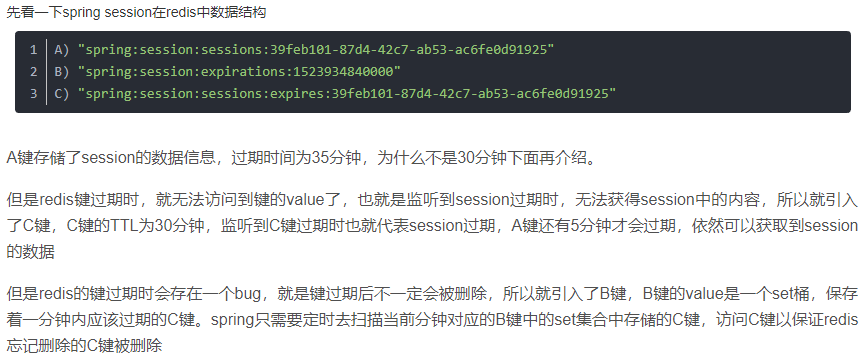 先看一下spring session在redis中数据结构
1 A) "spring:session:sessions:39feb101-87d4-42c7-ab53-ac6fe0d91925"
2 B) "spring:session:expirations:1523934840000"
3 C) "spring:session:sessions:expires:39feb101-87d4-42c7-ab53-ac6fe0d91925"
A键存储了session的数据信息，过期时间为35分钟，为什么不是30分钟下面再介绍。
但是redis键过期时，就无法访问到键的value了，也就是监听到session过期时，无法获得session中的内容，所以就引入
了C键，C键的TTL为30分钟，监听到C键过期时也就代表session过期，A键还有5分钟才会过期，依然可以获取到session
的数据
但是redis的键过期时会存在一个bug，就是键过期后不一定会被删除，所以就引入了B键，B键的value是一个set桶，保存
着一分钟内应该过期的C键。spring只需要定时去扫描当前分钟对应的B键中的set集合中存储的C键，访问C键以保证redis
忘记删除的C键被删除